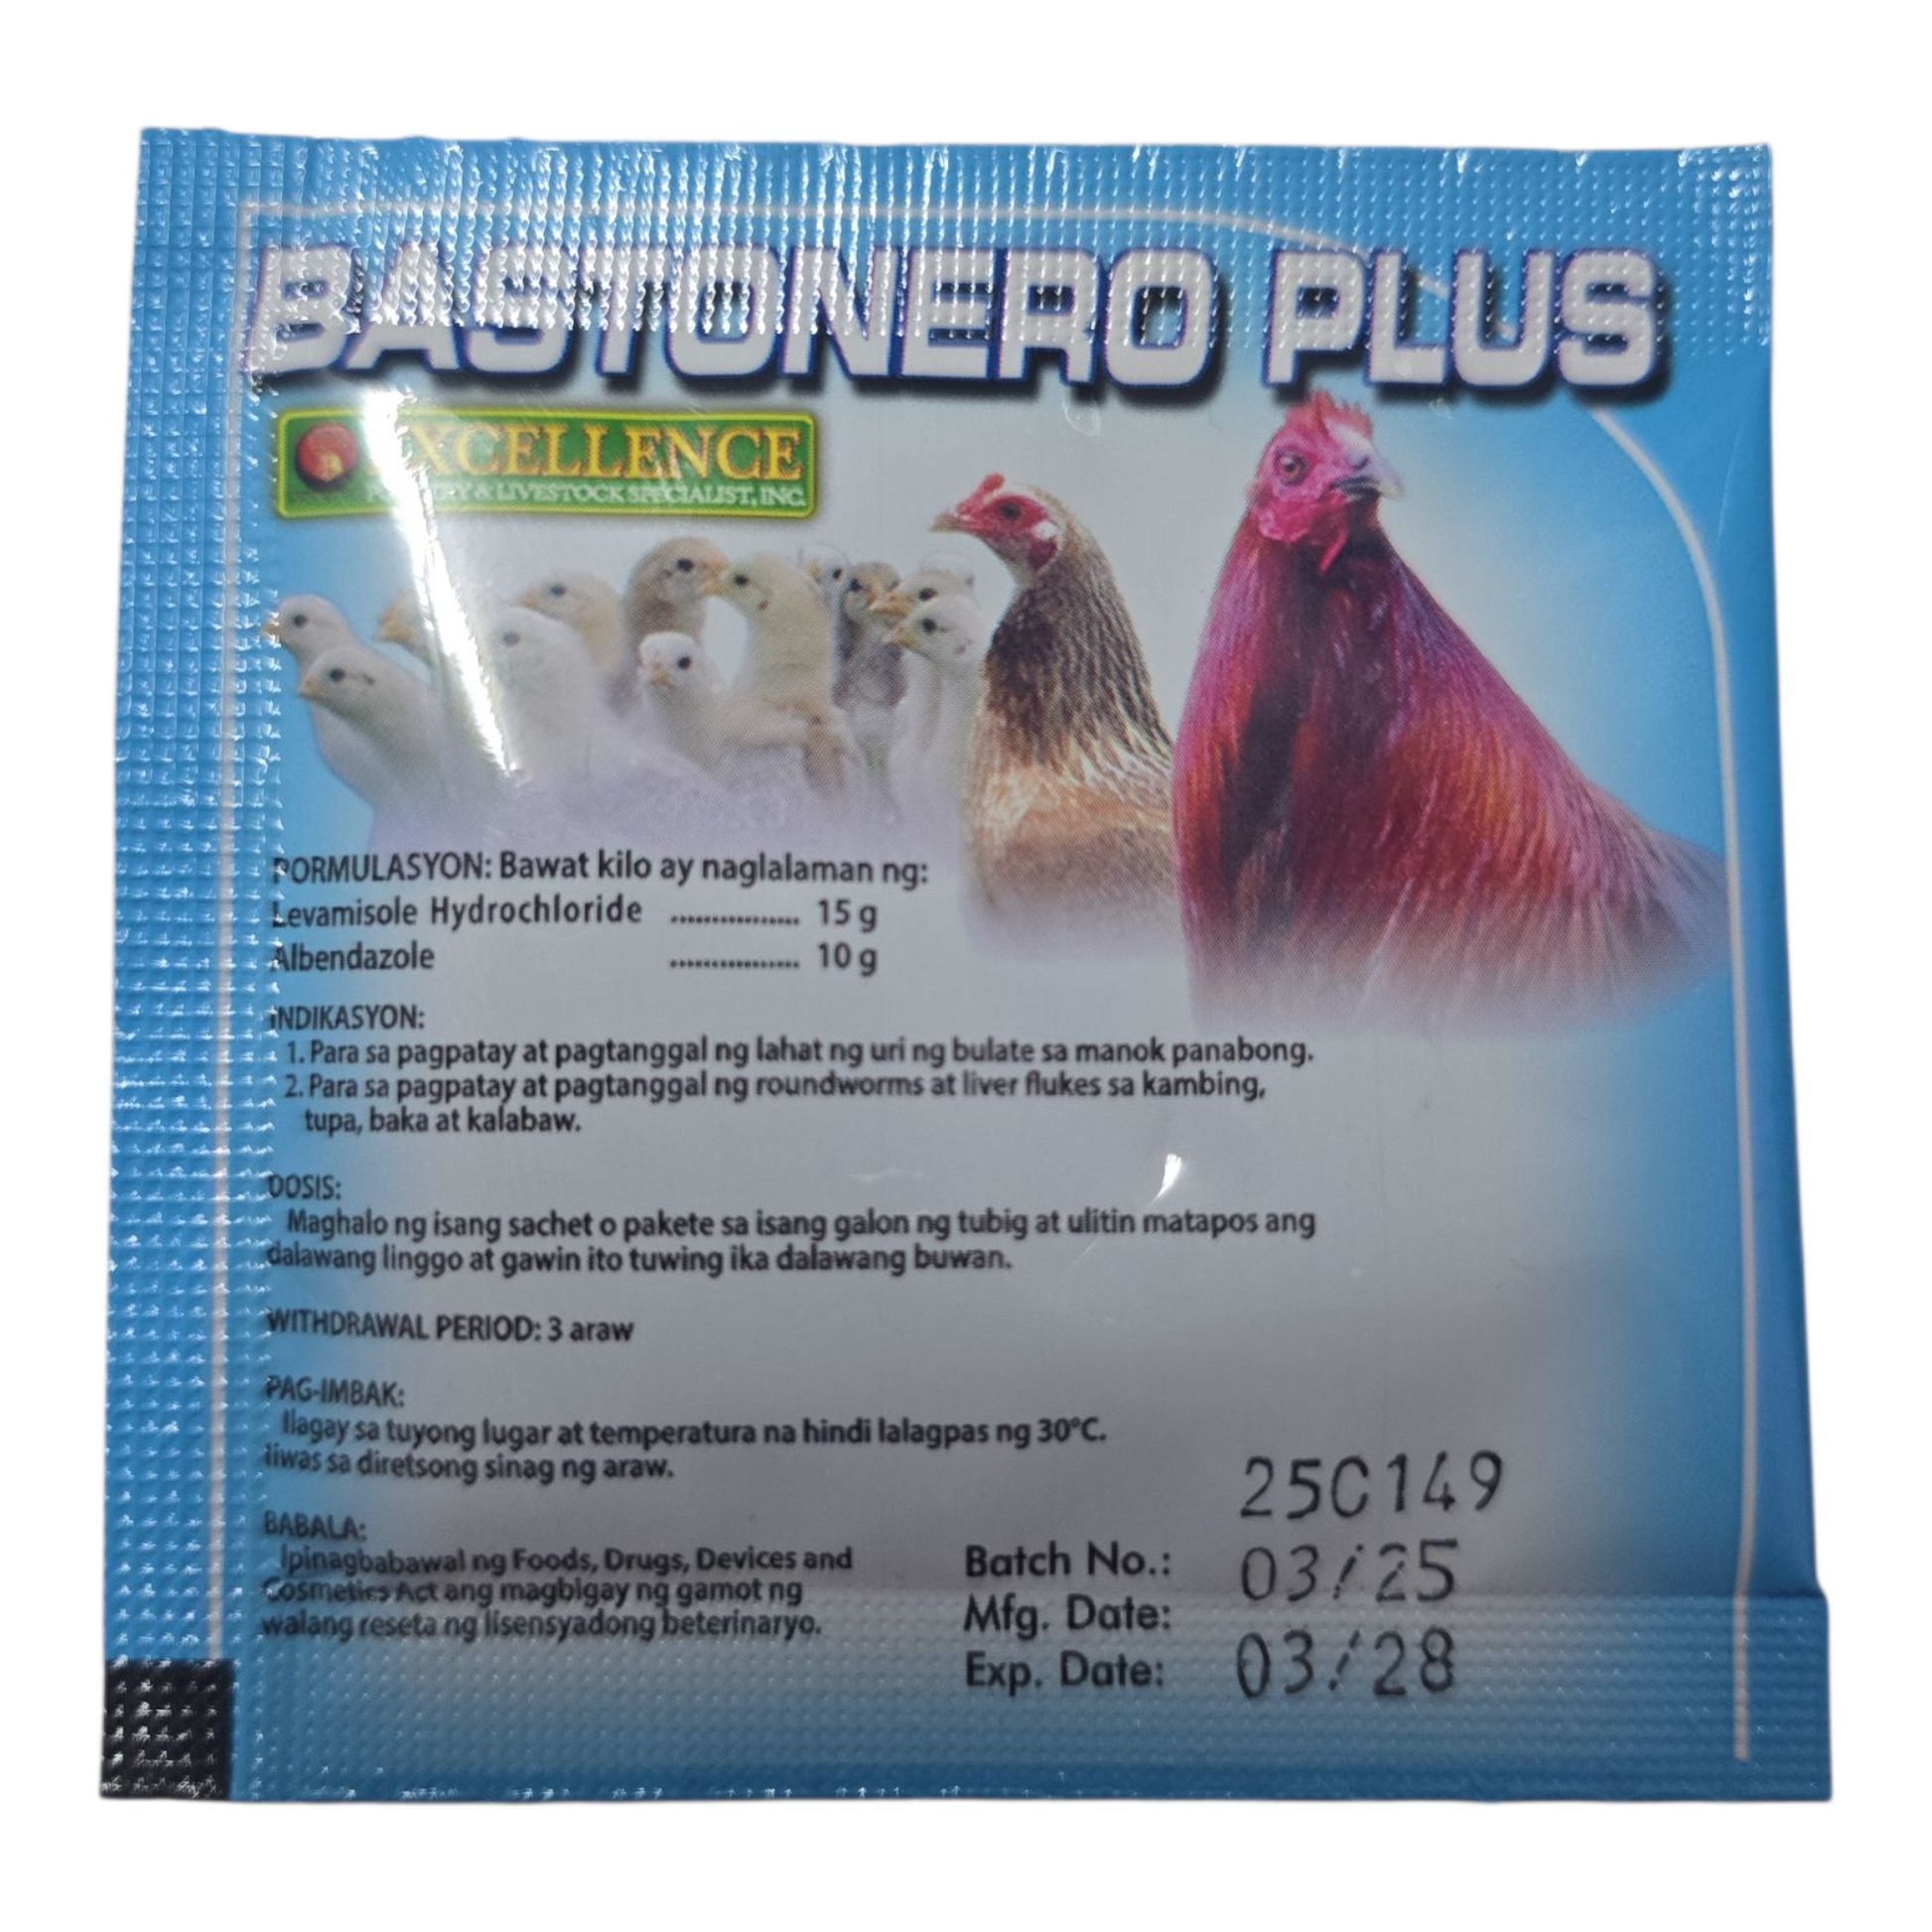 BASTONERO PLUS
EXCELLENCE
POULTRY & LIVESTOCK SPECIALIST, INC.
PORMULASYON: Bawat kilo ay naglalaman ng:
Levamisole Hydrochloride ................ 15 g
Albendazole ................ 10 g
INDIKASYON:
1. Para sa pagpatay at pagtanggal ng lahat ng uri ng bulate sa manok panabong.
2. Para sa pagpatay at pagtanggal ng roundworms at liver flukes sa kambing,
tupa, baka at kalabaw.
DOSIS:
Maghalo ng isang sachet o pakete sa isang galon ng tubig at ulitin matapos ang
dalawang linggo at gawin ito tuwing ika dalawang buwan.
WITHDRAWAL PERIOD: 3 araw
PAG-IMBAK:
Ilagay sa tuyong lugar at temperatura na hindi lalagpas ng 30°C.
Iiwas sa diretsong sinag ng araw.
BABALA:
Ipinagbabawal ng Foods, Drugs, Devices and
Cosmetics Act ang magbigay ng gamot ng
walang reseta ng lisensyadong beterinaryo.
25C149
Batch No.: 03/25
Mfg. Date:
Exp. Date: 03/28